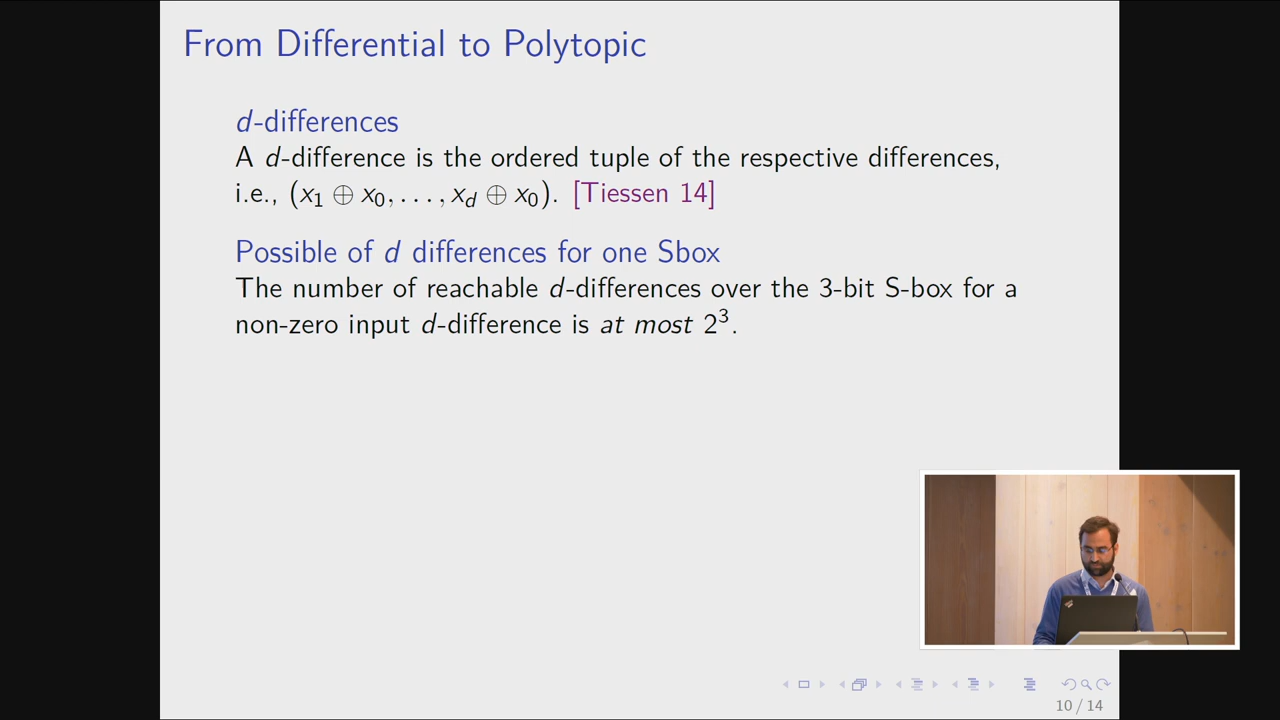 From Differential to Polytopic
d-differences
A d-difference is the ordered tuple of the respective differences,
i.e., (x₁ ⊕ x₀, . . . , x_d ⊕ x₀). [Tiessen 14]
Possible of d differences for one Sbox
The number of reachable d-differences over the 3-bit S-box for a
non-zero input d-difference is at most 2³.
10 / 14